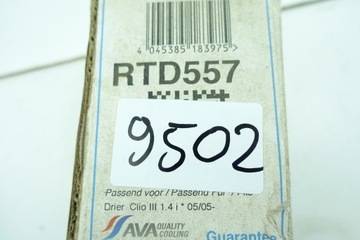 4 045385 183975 >
RTD557
9502
Passend voor / Passend Für /
Drier Clio III 1.4 i * 05/05-
AVA QUALITY
COOLING
Guarantee